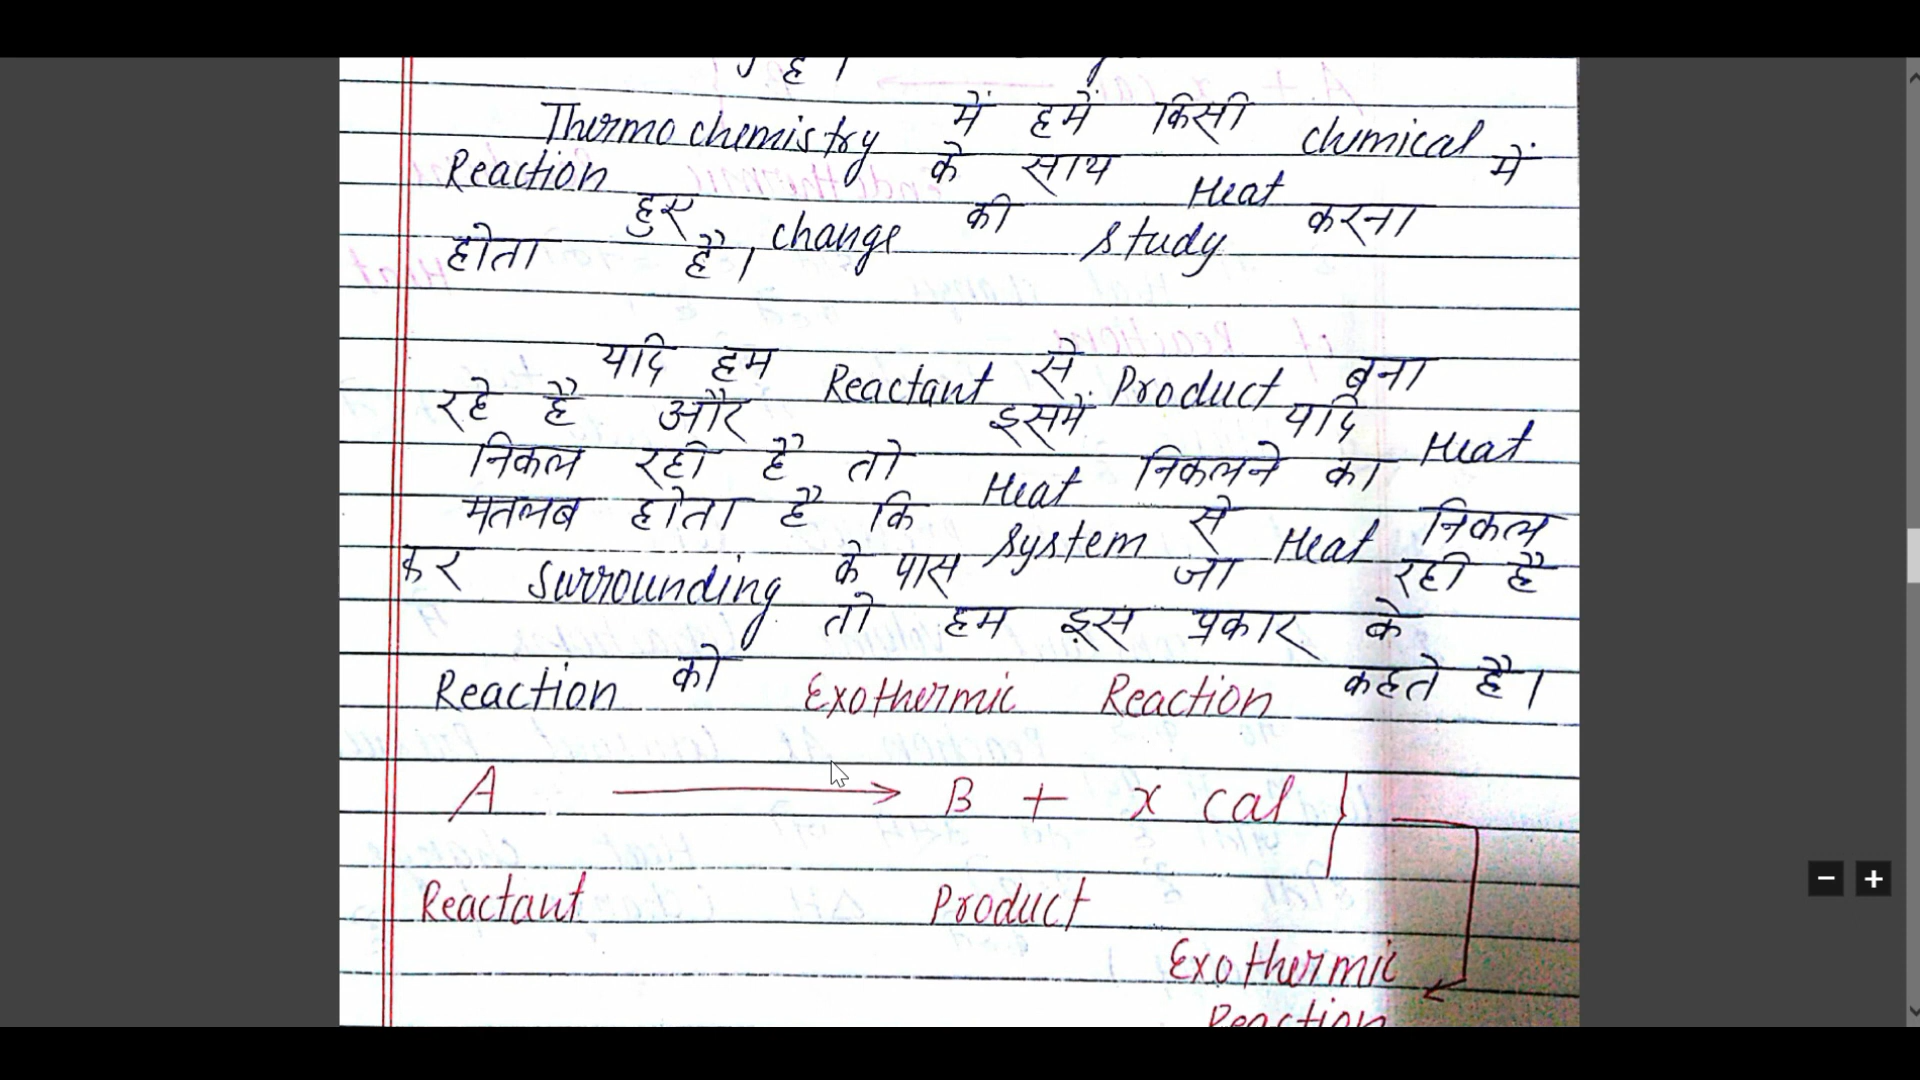 है।
Thermochemistry में हमें किसी chemical
Reaction के साथ Heat में
हुए change की study करना
होता है।
यदि हम Reactant से Product बना
रहे है और इसमें यदि Heat
निकल रही है तो Heat निकलने का
मतलब होता है कि system से Heat निकल
कर surrounding के पास जा रही है
तो हम इस प्रकार के
Reaction को Exothermic Reaction कहते है।
A → B + x cal
Reactant Product
Exothermic
Reaction